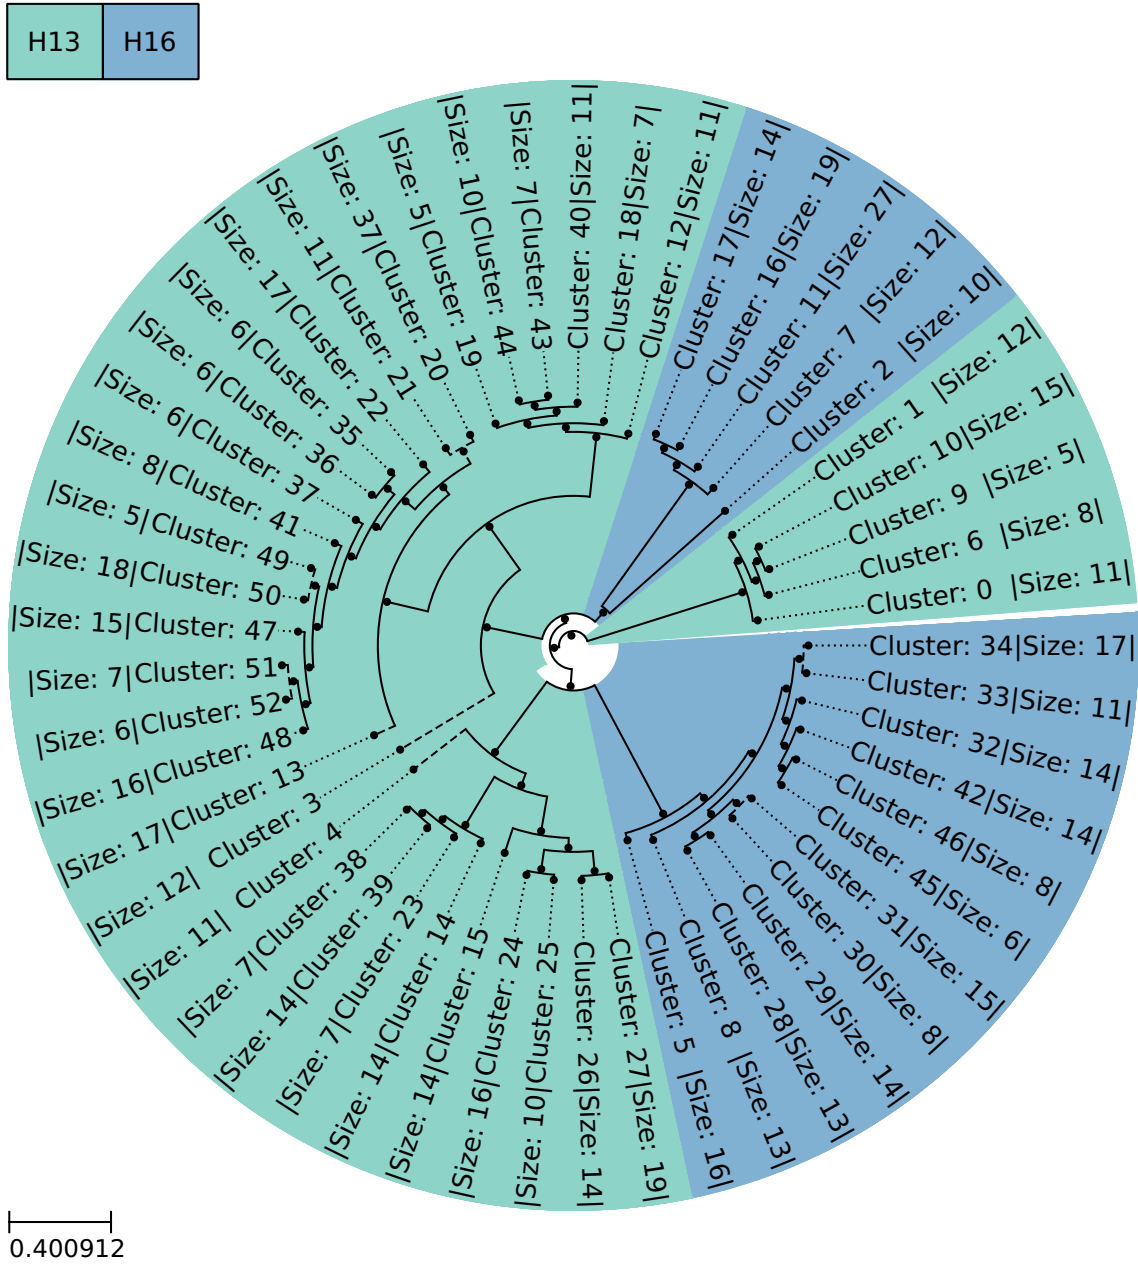 H13
H16
Cluster: 0 |Size: 11|
Cluster: 6 |Size: 8|
Cluster: 9 |Size: 5|
Cluster: 10|Size: 15|
Cluster: 1 |Size: 12|
Cluster: 2 |Size: 10|
Cluster: 7 |Size: 12|
Cluster: 11|Size: 27|
Cluster: 16|Size: 19|
Cluster: 17|Size: 14|
Cluster: 12|Size: 11|
Cluster: 18|Size: 7|
Cluster: 40|Size: 11|
|Size: 7|Cluster: 43
|Size: 10|Cluster: 44
|Size: 5|Cluster: 19
|Size: 37|Cluster: 20
|Size: 11|Cluster: 21
|Size: 17|Cluster: 22
|Size: 6|Cluster: 35
|Size: 6|Cluster: 36
|Size: 6|Cluster: 37
|Size: 8|Cluster: 41
|Size: 5|Cluster: 49
|Size: 18|Cluster: 50
|Size: 15|Cluster: 47
|Size: 7|Cluster: 51
|Size: 6|Cluster: 52
|Size: 16|Cluster: 48
|Size: 17|Cluster: 13
|Size: 12| Cluster: 3
|Size: 11| Cluster: 4
|Size: 7|Cluster: 38
|Size: 14|Cluster: 39
|Size: 7|Cluster: 23
|Size: 14|Cluster: 14
|Size: 14|Cluster: 15
|Size: 16|Cluster: 24
|Size: 10|Cluster: 25
Cluster: 26|Size: 14|
Cluster: 27|Size: 19|
Cluster: 5 |Size: 16|
Cluster: 8 |Size: 13|
Cluster: 28|Size: 13|
Cluster: 29|Size: 14|
Cluster: 30|Size: 8|
Cluster: 31|Size: 15|
Cluster: 45|Size: 6|
Cluster: 46|Size: 8|
Cluster: 42|Size: 14|
Cluster: 32|Size: 14|
Cluster: 33|Size: 11|
Cluster: 34|Size: 17|
0.400912